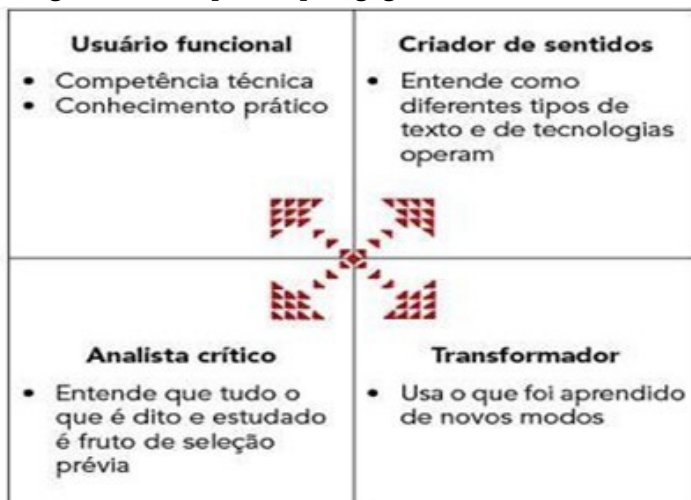 Usuário funcional
• Competência técnica
• Conhecimento prático
Criador de sentidos
• Entende como
diferentes tipos de
texto e de tecnologias
operam
Analista crítico
• Entende que tudo o
que é dito e estudado
é fruto de seleção
prévia
Transformador
• Usa o que foi aprendido
de novos modos